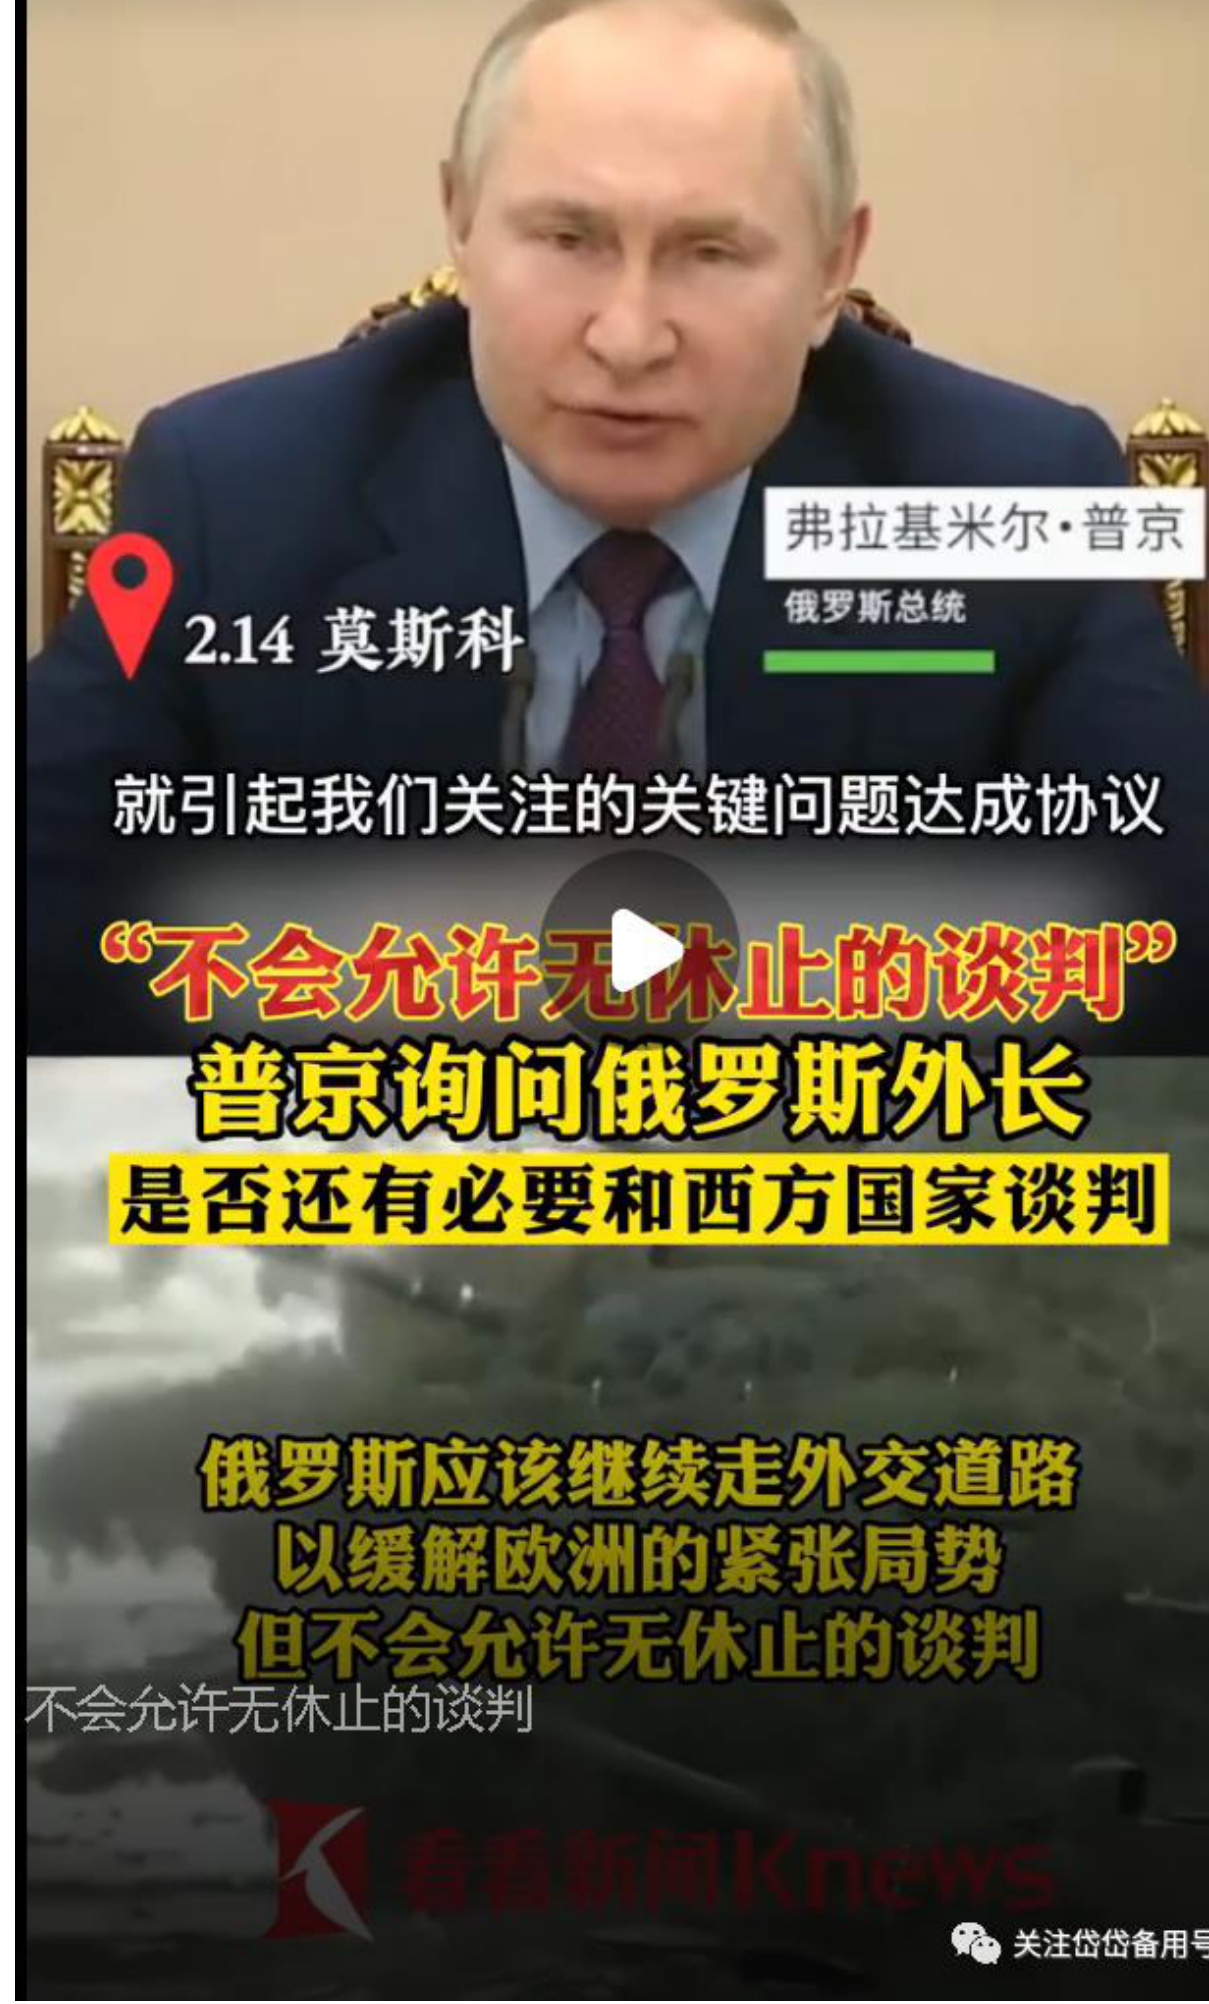 弗拉基米尔·普京
俄罗斯总统
2.14 莫斯科
就引起我们关注的关键问题达成协议
“不会允许无休止的谈判”
普京询问俄罗斯外长
是否还有必要和西方国家谈判
俄罗斯应该继续走外交道路
以缓解欧洲的紧张局势
但不会允许无休止的谈判
不会允许无休止的谈判
看看新闻Knews
关注岱岱备用号